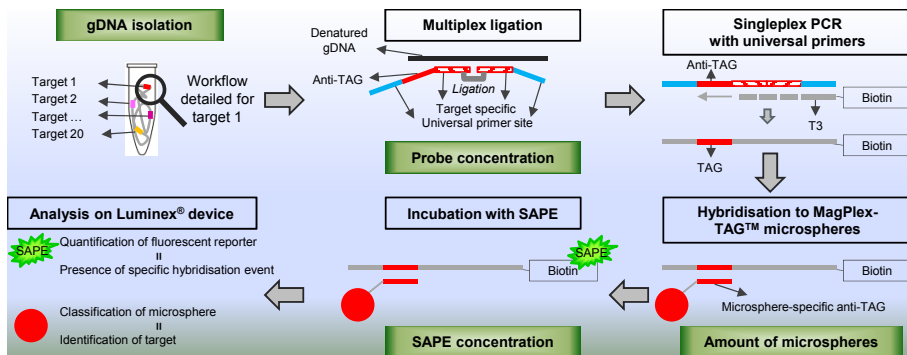 gDNA isolation
Target 1
Target 2
Target …
Target 20
Workflow
detailed for
target 1
Multiplex ligation
Denatured
gDNA
Anti-TAG
Ligation
Target specific
Universal primer site
Probe concentration
Singleplex PCR
with universal primers
Anti-TAG
Biotin
T3
Biotin
TAG
Hybridisation to MagPlex-
TAG™ microspheres
Biotin
Microsphere-specific anti-TAG
Amount of microspheres
Incubation with SAPE
SAPE
Biotin
SAPE concentration
Analysis on Luminex® device
SAPE
Quantification of fluorescent reporter
=
Presence of specific hybridisation event
Classification of microsphere
=
Identification of target